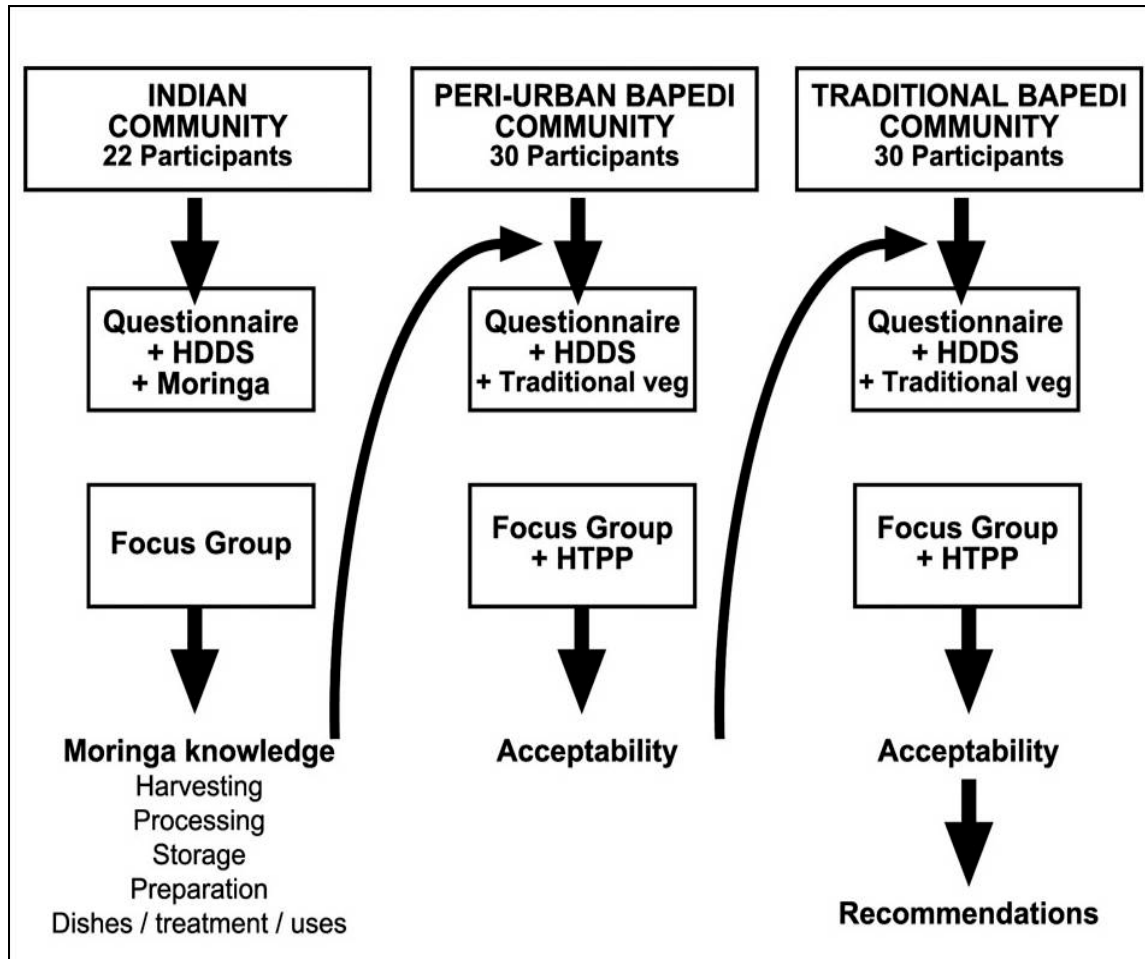 INDIAN
COMMUNITY
22 Participants
PERI-URBAN BAPEDI
COMMUNITY
30 Participants
TRADITIONAL BAPEDI
COMMUNITY
30 Participants
Questionnaire
+ HDDS
+ Moringa
Questionnaire
+ HDDS
+ Traditional veg
Questionnaire
+ HDDS
+ Traditional veg
Focus Group
Focus Group
+ HTPP
Focus Group
+ HTPP
Moringa knowledge
Harvesting
Processing
Storage
Preparation
Dishes / treatment / uses
Acceptability
Acceptability
Recommendations